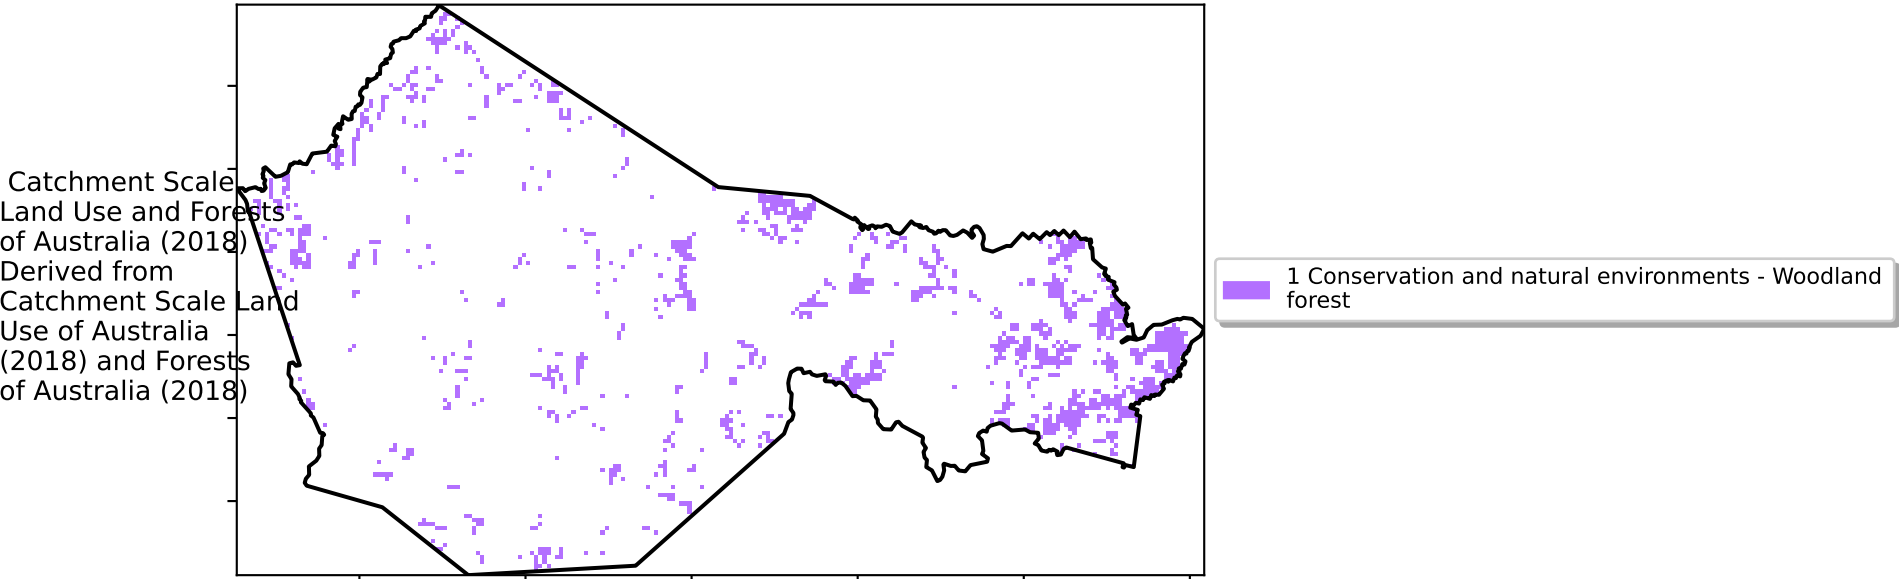 Catchment Scale
Land Use and Forests
of Australia (2018)
Derived from
Catchment Scale Land
Use of Australia
(2018) and Forests
of Australia (2018)
1 Conservation and natural environments - Woodland
forest